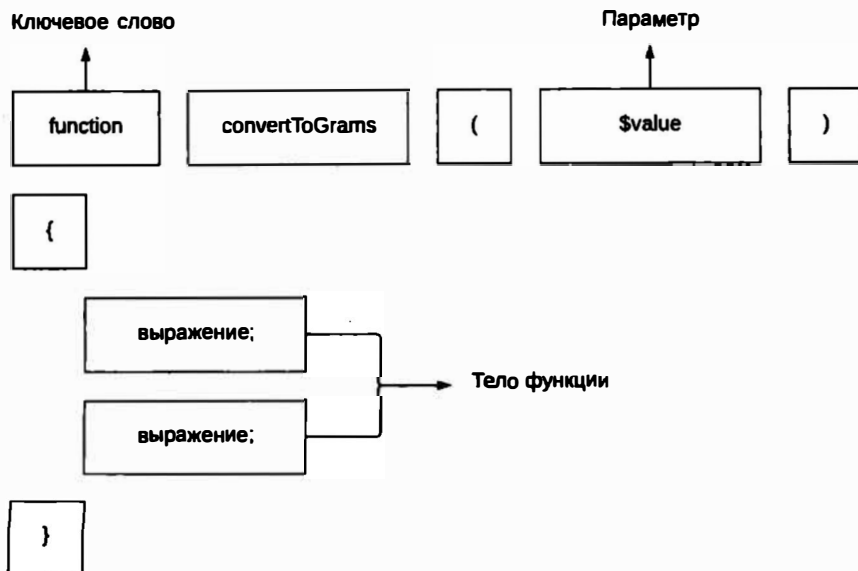 Ключевое слово
Параметр
function convertToGrams ( $value )
{
выражение;
выражение;
Тело функции
}